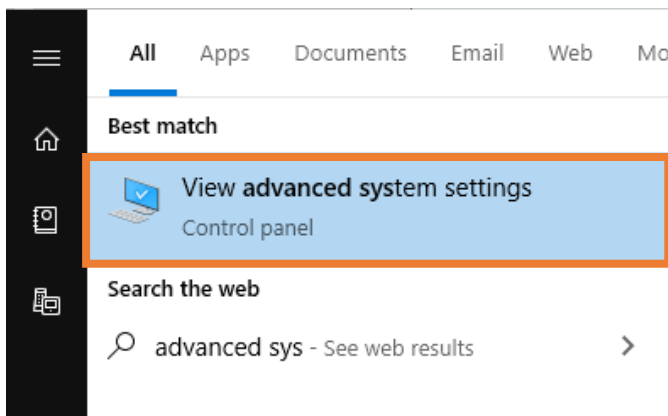 All Apps Documents Email Web Mo
Best match
View advanced system settings
Control panel
Search the web
advanced sys - See web results